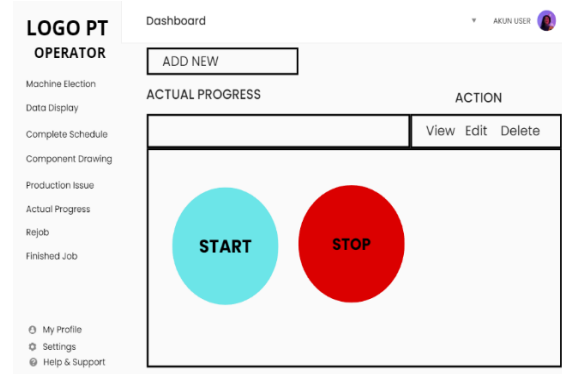 LOGO PT
OPERATOR
Machine Election
Data Display
Complete Schedule
Component Drawing
Production Issue
Actual Progress
Rejob
Finished Job
My Profile
Settings
Help & Support
Dashboard
AKUN USER
ADD NEW
ACTUAL PROGRESS
ACTION
View Edit Delete
START
STOP